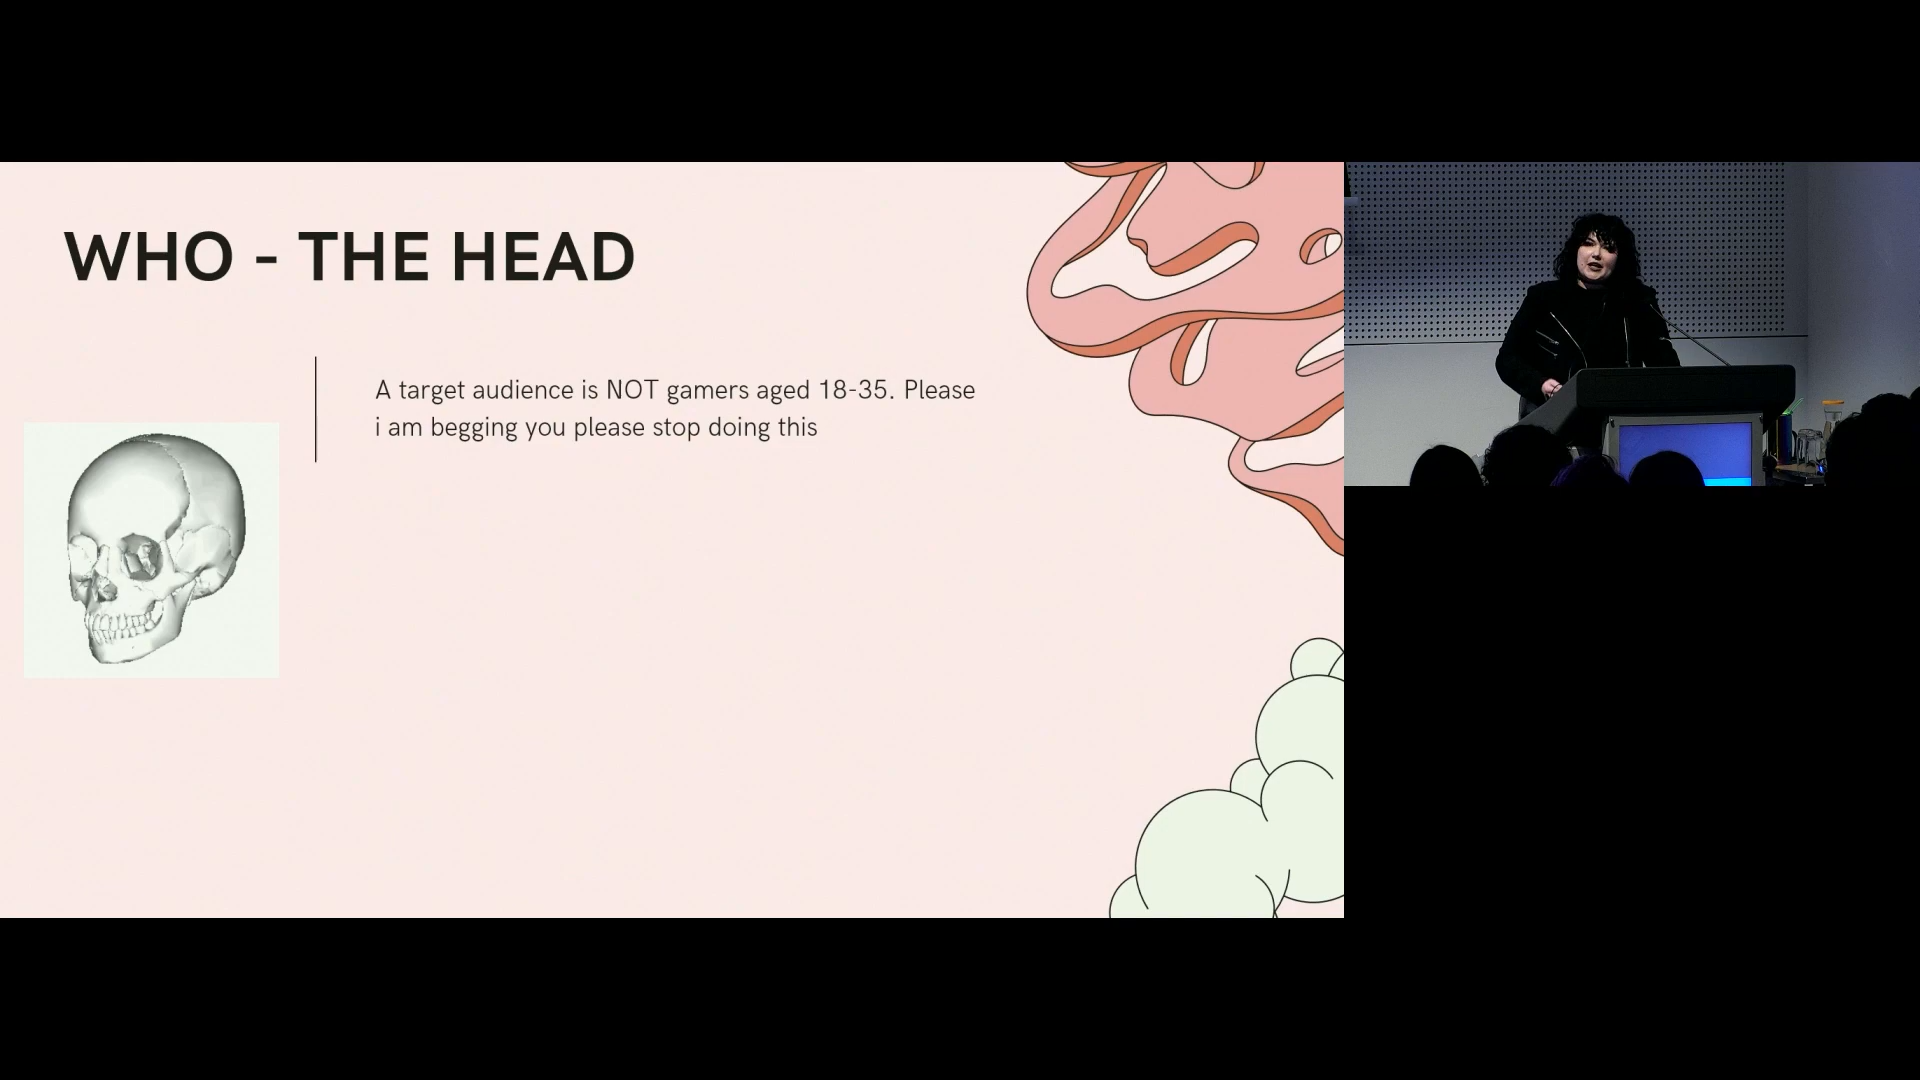 WHO - THE HEAD
A target audience is NOT gamers aged 18-35. Please
i am begging you please stop doing this